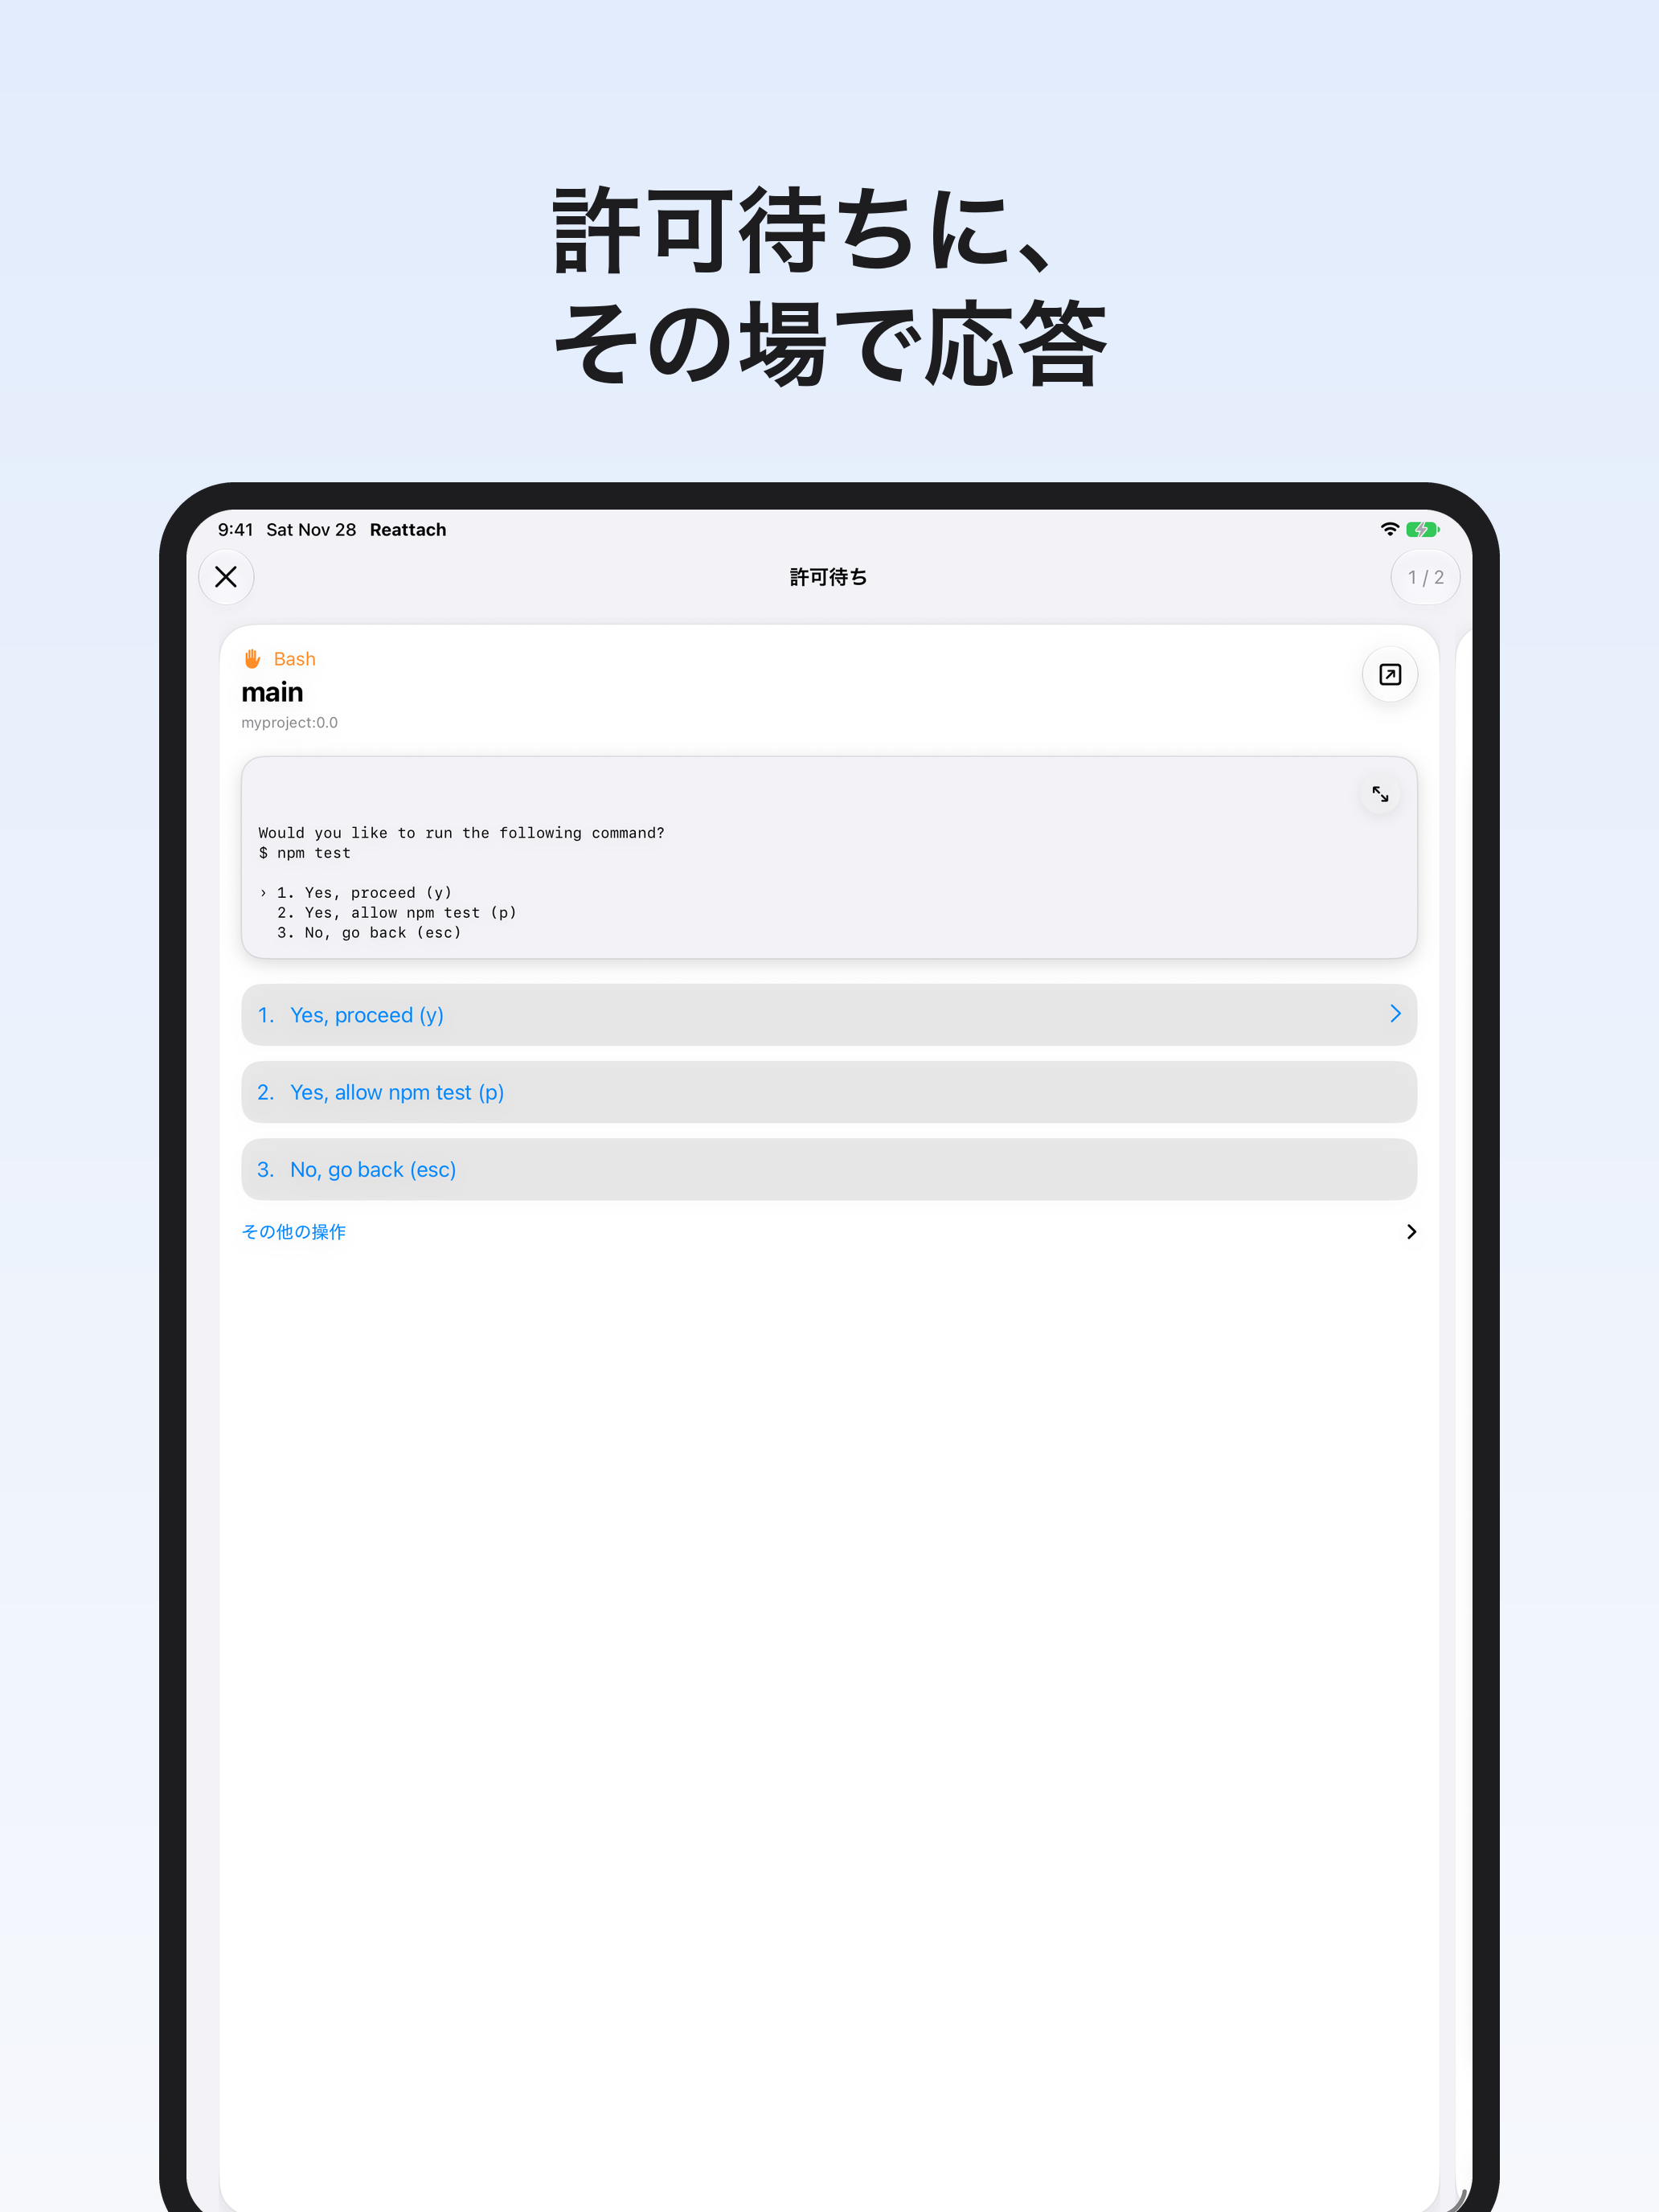 許可待ちに、
その場で応答
9:41 Sat Nov 28 Reattach
許可待ち
1 / 2
Bash
main
myproject:0.0
Would you like to run the following command?
$ npm test
› 1. Yes, proceed (y)
2. Yes, allow npm test (p)
3. No, go back (esc)
1. Yes, proceed (y)
2. Yes, allow npm test (p)
3. No, go back (esc)
その他の操作